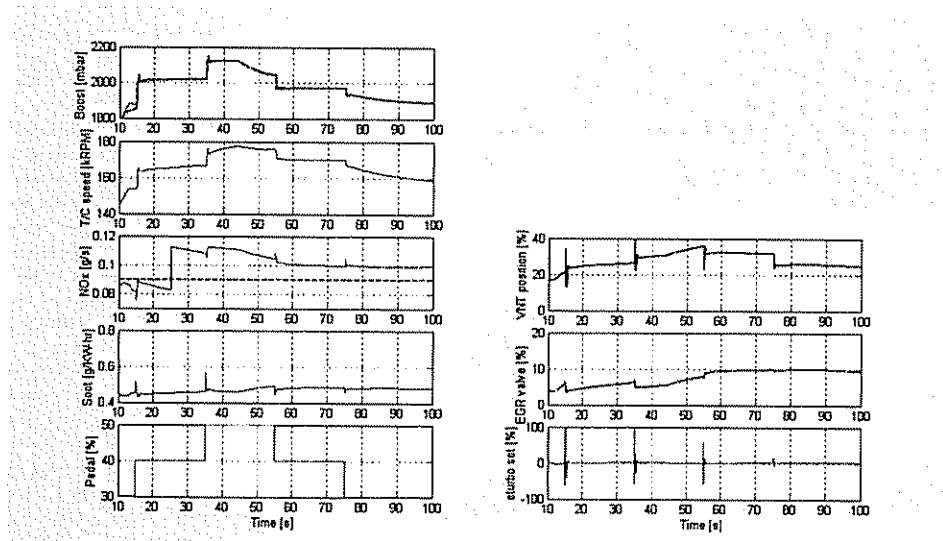 Boost [mbar]
2200
2000
1800
10 20 30 40 50 60 70 80 90 100
T/C speed [kRPM]
180
160
140
10 20 30 40 50 60 70 80 90 100
NOx [g/s]
0.12
0.1
0.08
10 20 30 40 50 60 70 80 90 100
Soot [g/KW-hr]
0.8
0.6
0.4
10 20 30 40 50 60 70 80 90 100
Pedal [%]
50
40
30
10 20 30 40 50 60 70 80 90 100
Time [s]
VNT position [%]
40
20
0
10 20 30 40 50 60 70 80 90 100
EGR valve [%]
20
10
0
10 20 30 40 50 60 70 80 90 100
eturbo set [%]
100
0
-100
10 20 30 40 50 60 70 80 90 100
Time [s]